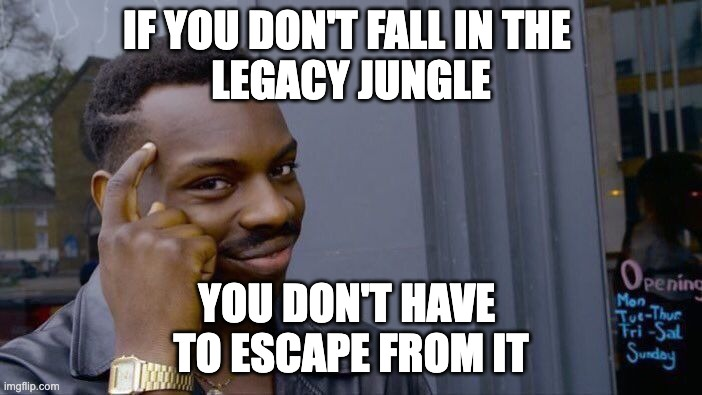 IF YOU DON'T FALL IN THE
LEGACY JUNGLE
YOU DON'T HAVE
TO ESCAPE FROM IT
Opening
Mon
Tue-Thur
Fri-Sat
Sunday
imgflip.com